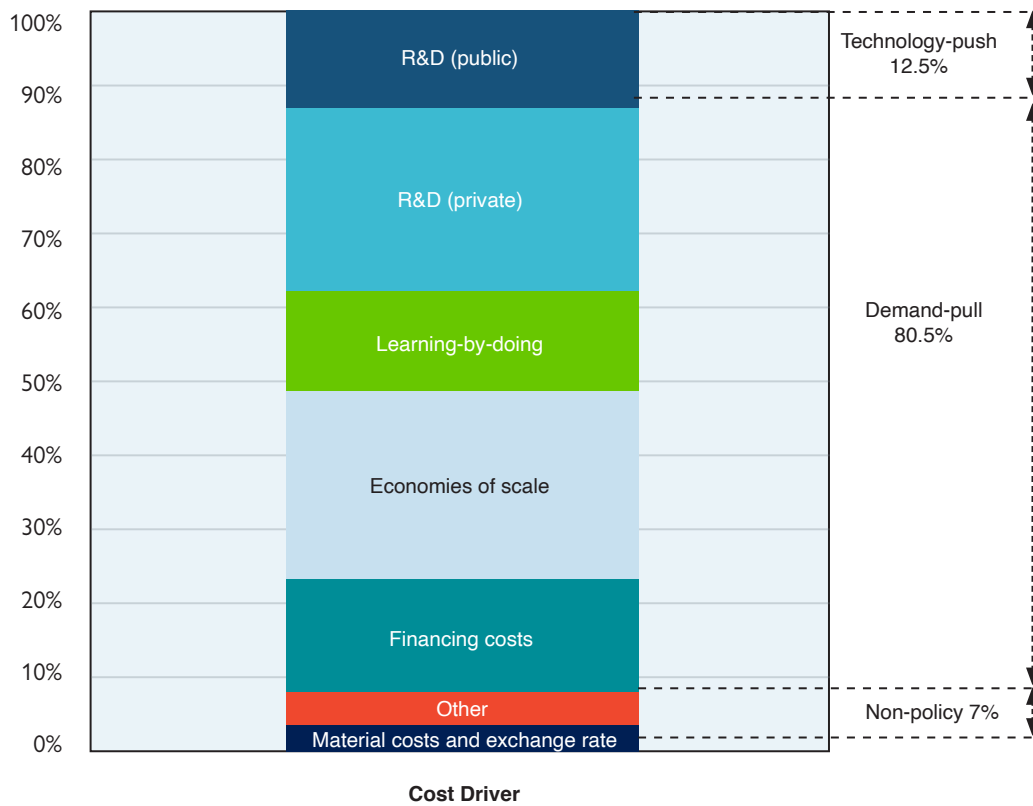 100%
90%
80%
70%
60%
50%
40%
30%
20%
10%
0%
R&D (public)
R&D (private)
Learning-by-doing
Economies of scale
Financing costs
Other
Material costs and exchange rate
Technology-push
12.5%
Demand-pull
80.5%
Non-policy 7%
Cost Driver